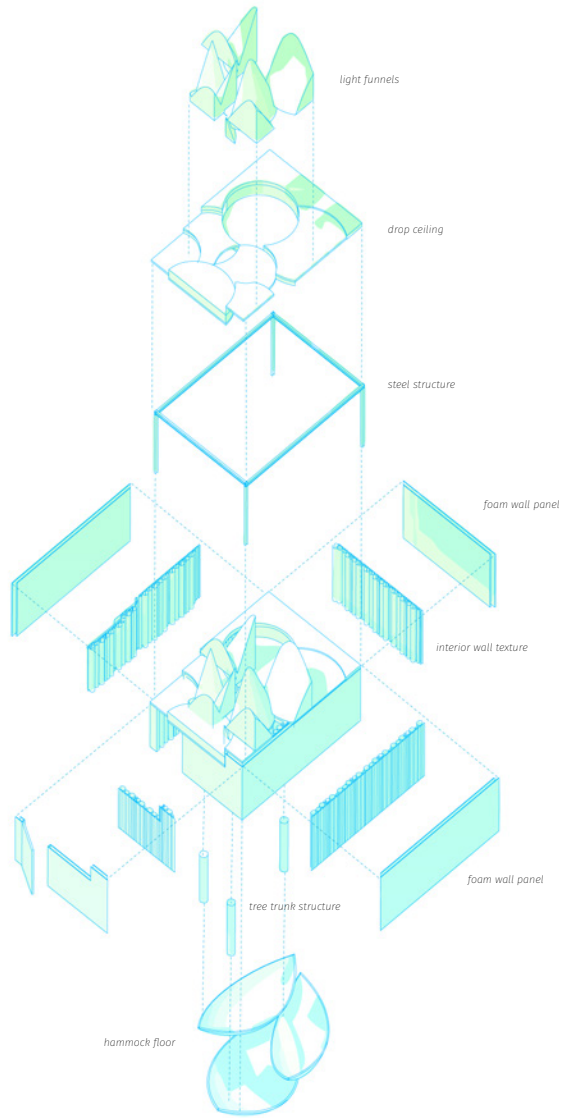 light funnels
drop ceiling
steel structure
foam wall panel
interior wall texture
foam wall panel
tree trunk structure
hammock floor